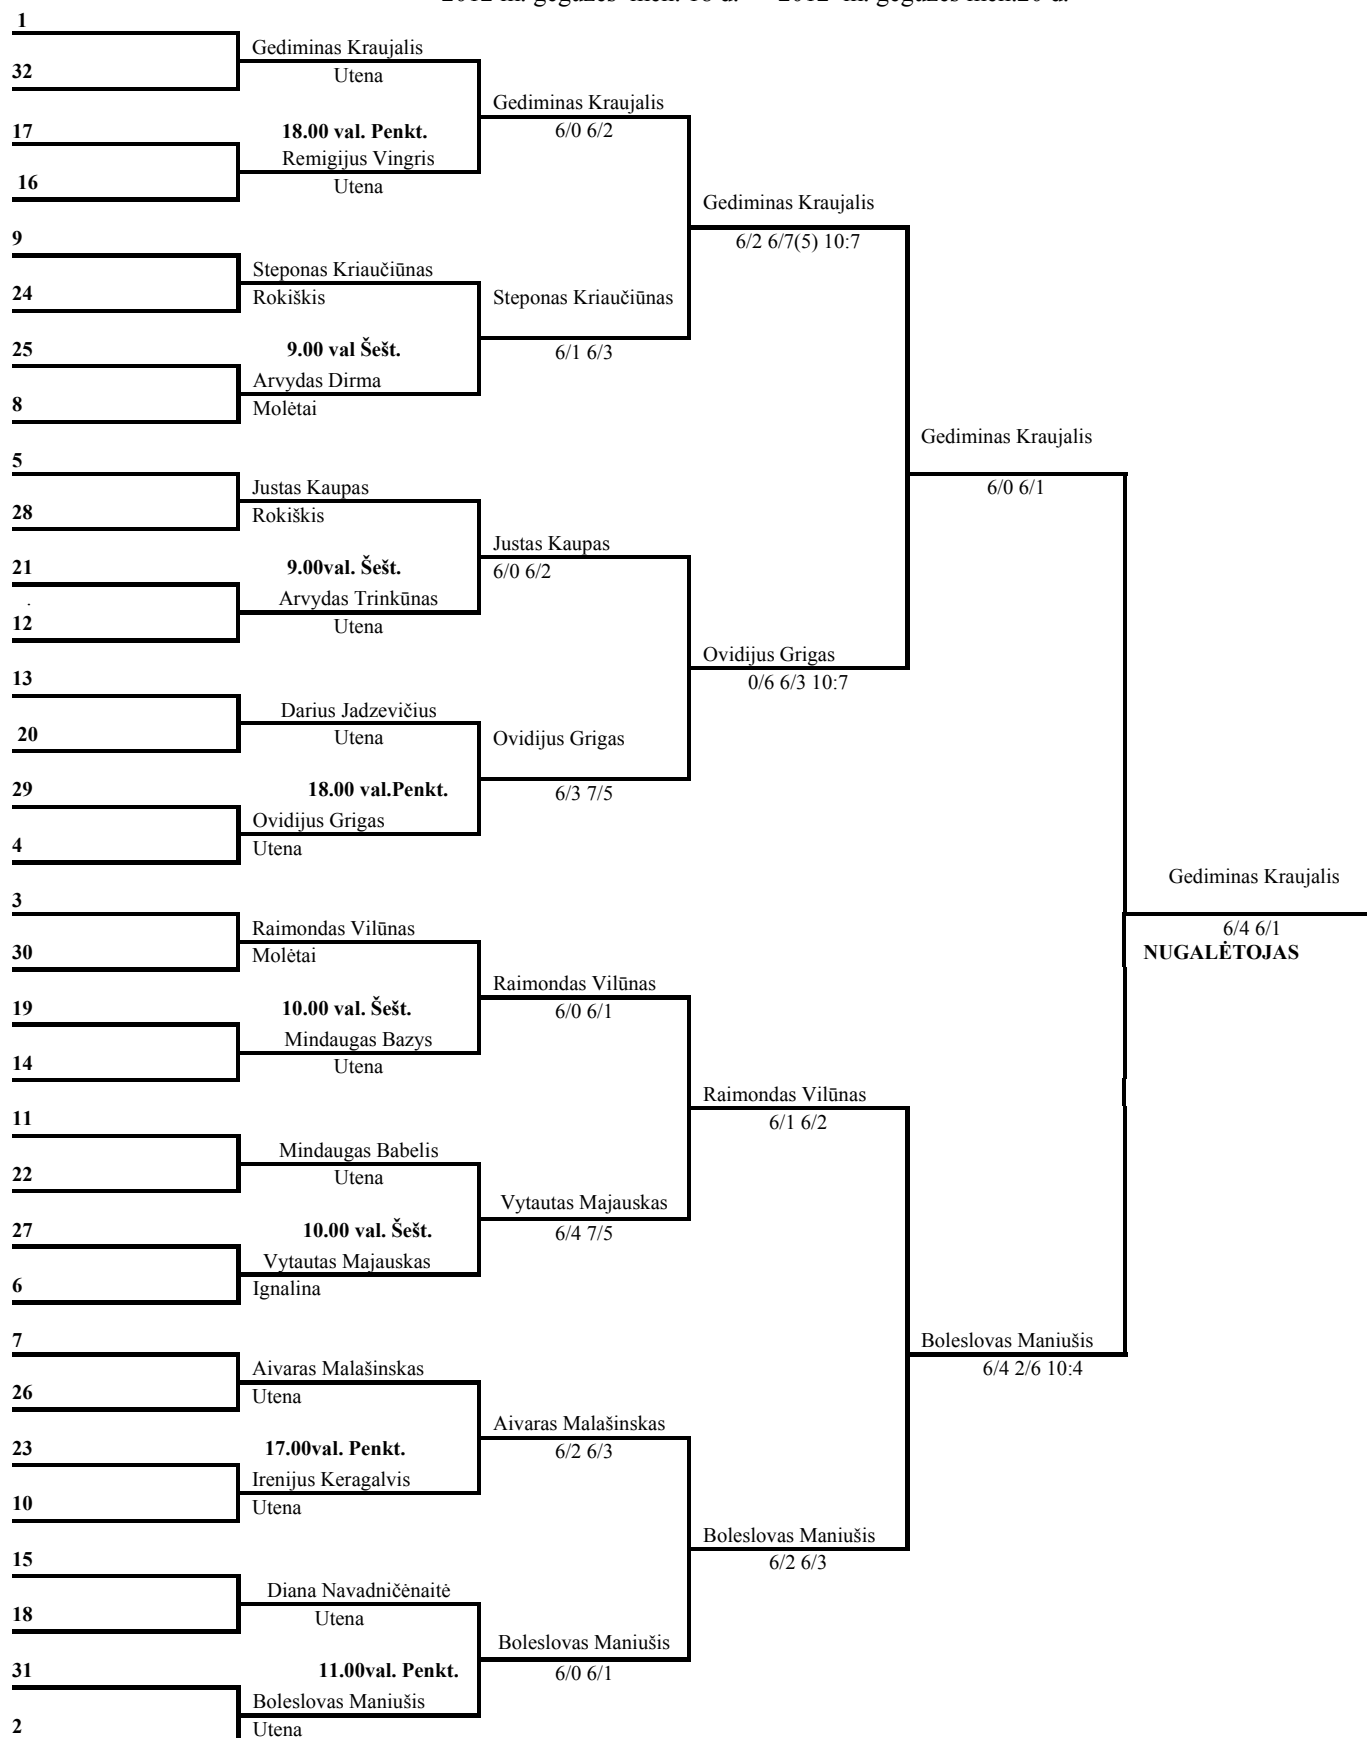 2012 m. gegužės mėn. 18 d. - 2012 m. gegužės mėn.20 d.
1
Gediminas Kraujalis
32
Utena
Gediminas Kraujalis
17
18.00 val. Penkt.
6/0 6/2
Remigijus Vingris
16
Utena
Gediminas Kraujalis
9
6/2 6/7(5) 10:7
Steponas Kriaučiūnas
24
Rokiškis
Steponas Kriaučiūnas
25
9.00 val Šešt.
6/1 6/3
Arvydas Dirma
8
Molėtai
Gediminas Kraujalis
5
6/0 6/1
Justas Kaupas
28
Rokiškis
Justas Kaupas
21
9.00val. Šešt.
6/0 6/2
.
Arvydas Trinkūnas
12
Utena
Ovidijus Grigas
13
0/6 6/3 10:7
Darius Jadzevičius
20
Utena
Ovidijus Grigas
29
18.00 val.Penkt.
6/3 7/5
Ovidijus Grigas
4
Utena
Gediminas Kraujalis
3
6/4 6/1
Raimondas Vilūnas
30
Molėtai
NUGALĖTOJAS
Raimondas Vilūnas
19
10.00 val. Šešt.
6/0 6/1
Mindaugas Bazys
14
Utena
Raimondas Vilūnas
11
6/1 6/2
Mindaugas Babelis
22
Utena
Vytautas Majauskas
27
10.00 val. Šešt.
6/4 7/5
Vytautas Majauskas
6
Ignalina
7
Boleslovas Maniušis
6/4 2/6 10:4
Aivaras Malašinskas
26
Utena
Aivaras Malašinskas
23
17.00val. Penkt.
6/2 6/3
Irenijus Keragalvis
10
Utena
Boleslovas Maniušis
15
6/2 6/3
Diana Navadničėnaitė
18
Utena
Boleslovas Maniušis
31
11.00val. Penkt.
6/0 6/1
Boleslovas Maniušis
2
Utena